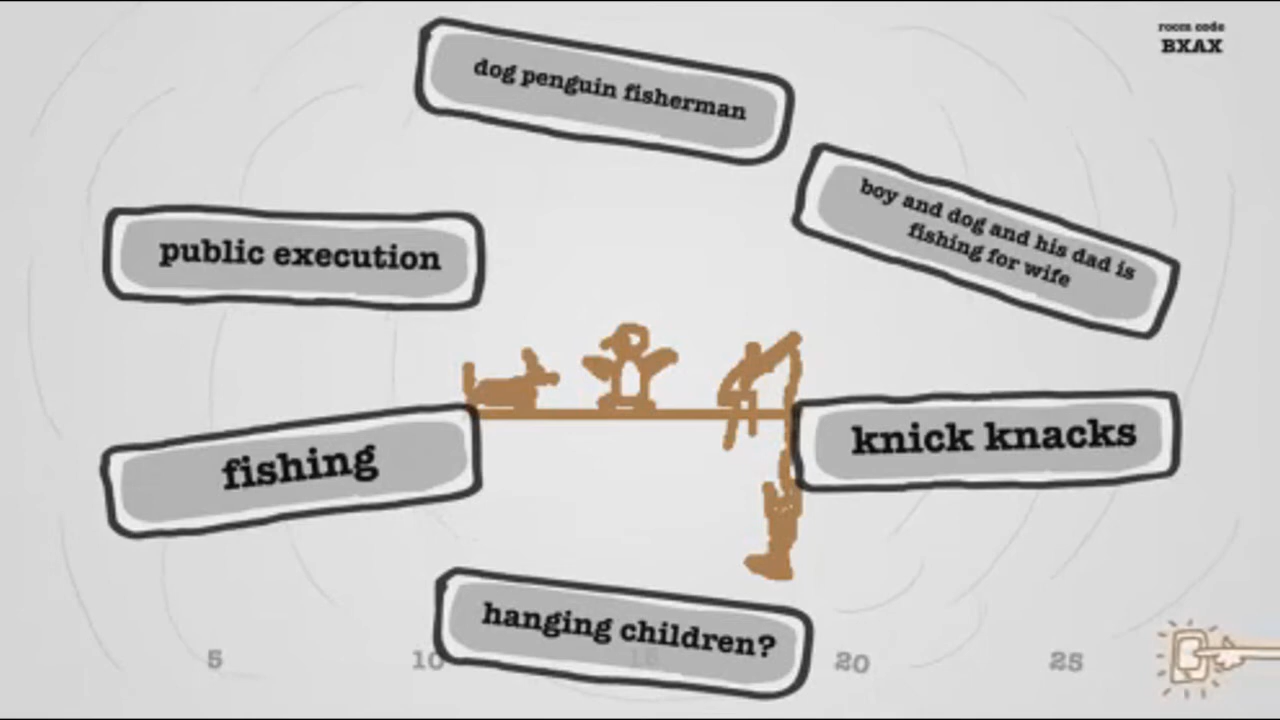 room code
BXAX
dog penguin fisherman
boy and dog and his dad is
fishing for wife
public execution
knick knacks
fishing
hanging children?
5
10
15
20
25